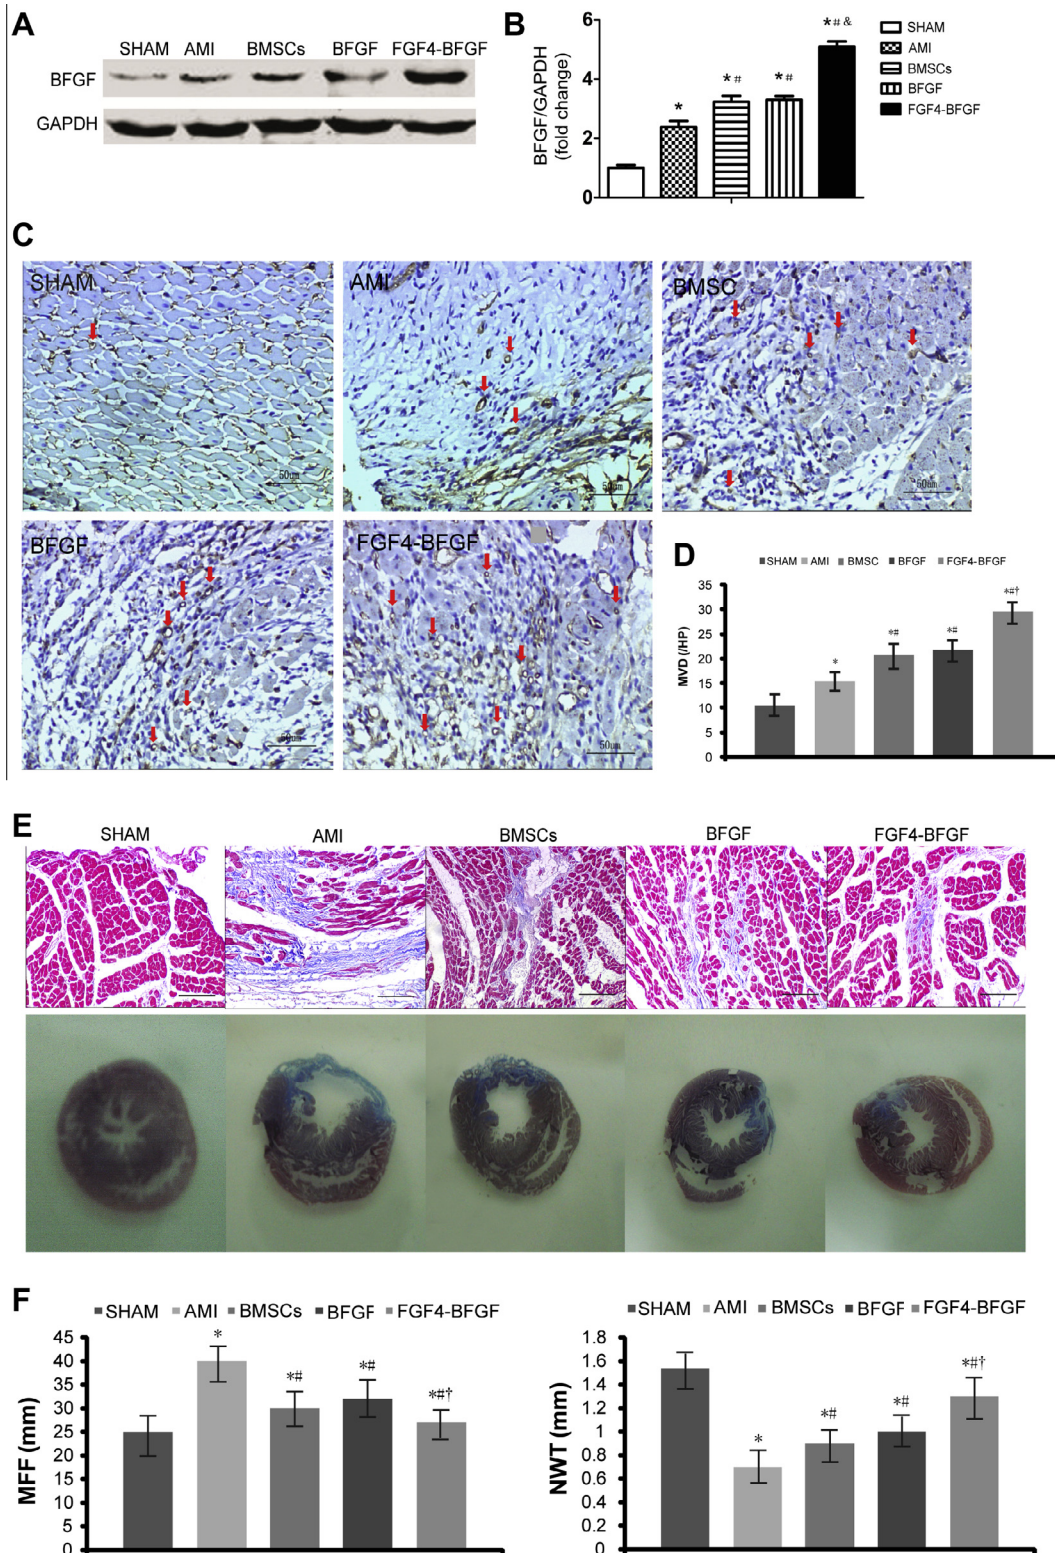 A
SHAM AMI BMSCs BFGF FGF4-BFGF
BFGF
GAPDH
B
6
4
2
0
BFGF/GAPDH
(fold change)
*
*#
*#
*#&
SHAM
AMI
BMSCs
BFGF
FGF4-BFGF
C
SHAM
50um
AMI
50um
BMSC
50um
BFGF
50um
FGF4-BFGF
50um
D
SHAM AMI BMSC BFGF FGF4-BFGF
35
30
25
20
15
10
5
0
MVD (/HP)
*
*#
*#
*#†
E
SHAM AMI BMSCs BFGF FGF4-BFGF
F
SHAM AMI BMSCs BFGF FGF4-BFGF
45
40
35
30
25
20
15
10
5
0
MFF (mm)
*
*#
*#
*#†
SHAM AMI BMSCs BFGF FGF4-BFGF
1.8
1.6
1.4
1.2
1
0.8
0.6
0.4
0.2
0
NWT (mm)
*
*#
*#
*#†